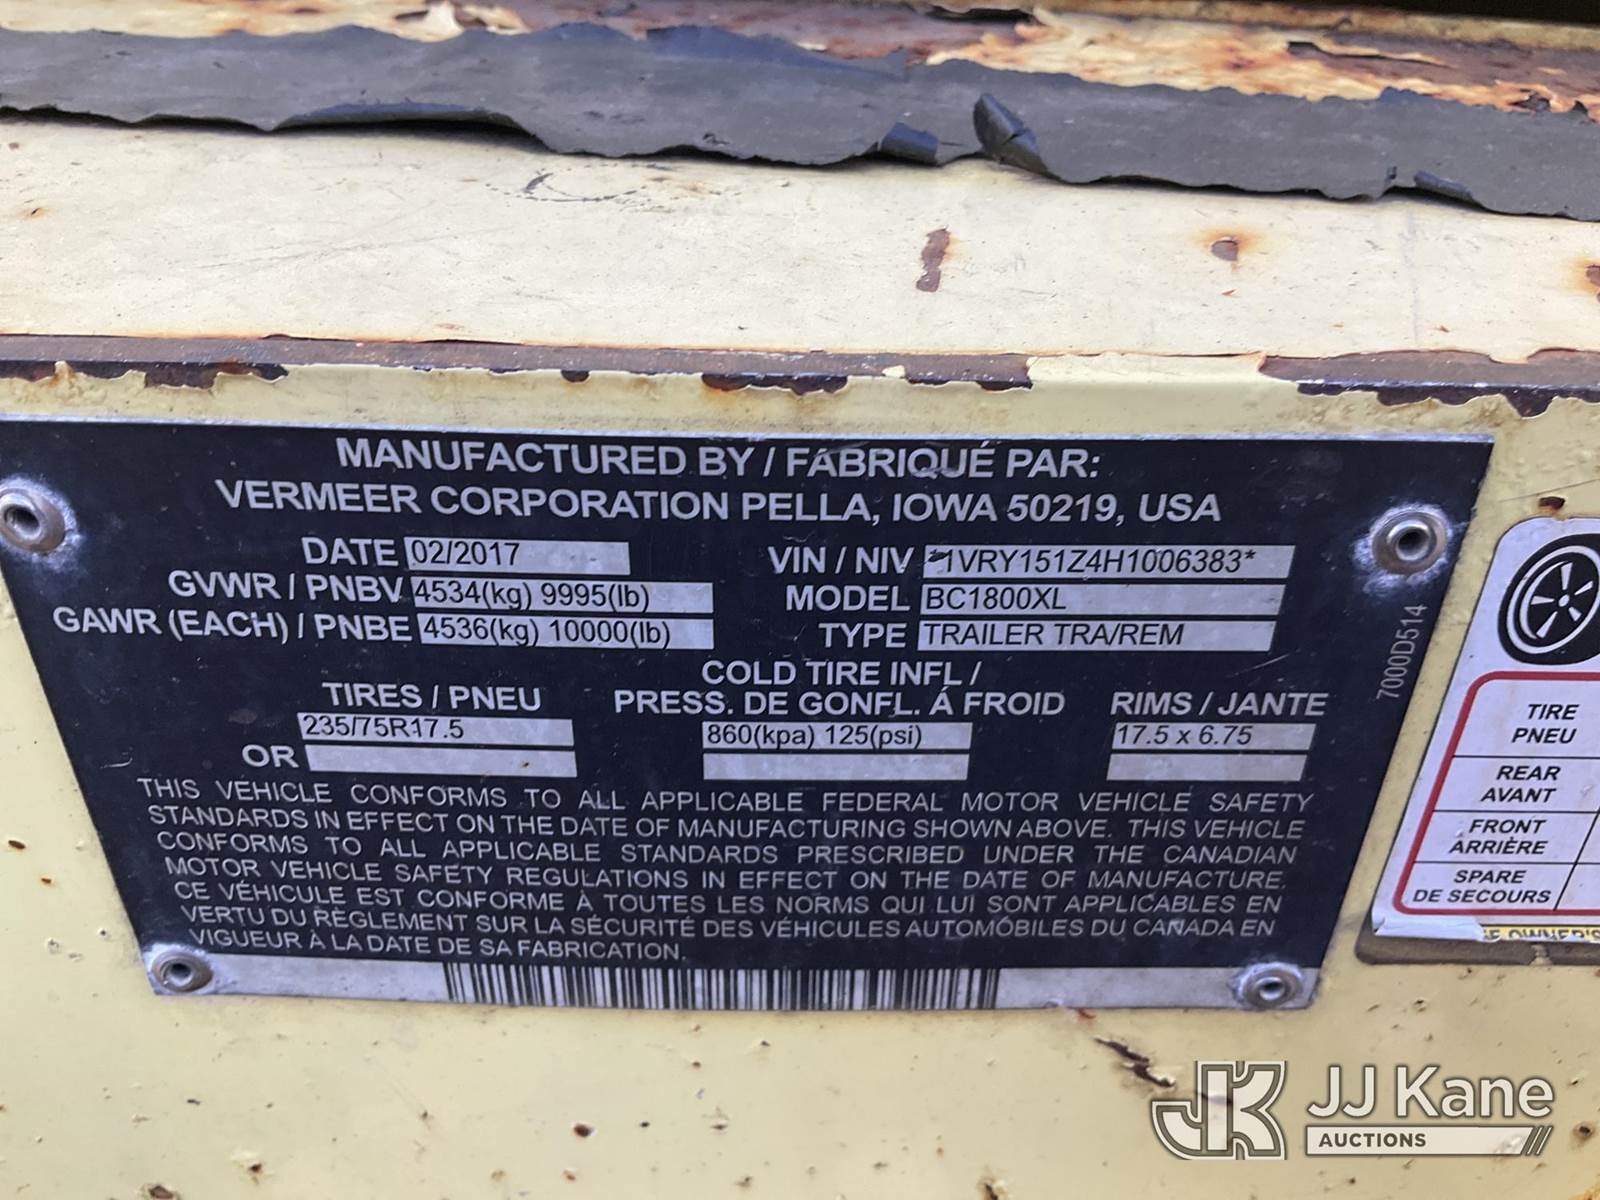 MANUFACTURED BY / FABRIQUÉ PAR:
VERMEER CORPORATION PELLA, IOWA 50219, USA
DATE 02/2017
VIN / NIV *1VRY151Z4H1006383*
GVWR / PNBV 4534(kg) 9995(lb)
MODEL BC1800XL
GAWR (EACH) / PNBE 4536(kg) 10000(lb)
TYPE TRAILER TRA/REM
COLD TIRE INFL /
TIRES / PNEU PRESS. DE GONFL. Á FROID RIMS / JANTE
235/75R17.5 860(kpa) 125(psi) 17.5 x 6.75
OR
THIS VEHICLE CONFORMS TO ALL APPLICABLE FEDERAL MOTOR VEHICLE SAFETY
STANDARDS IN EFFECT ON THE DATE OF MANUFACTURING SHOWN ABOVE. THIS VEHICLE
CONFORMS TO ALL APPLICABLE STANDARDS PRESCRIBED UNDER THE CANADIAN
MOTOR VEHICLE SAFETY REGULATIONS IN EFFECT ON THE DATE OF MANUFACTURE.
CE VÉHICULE EST CONFORME À TOUTES LES NORMS QUI LUI SONT APPLICABLES EN
VERTU DU RÈGLEMENT SUR LA SÉCURITÉ DES VÉHICULES AUTOMÓBILES DU CANADA EN
VIGUEUR À LA DATE DE SA FABRICATION.
7000D514
TIRE
PNEU
REAR
AVANT
FRONT
ARRIÈRE
SPARE
DE SECOURS
OWNER'S
JK
JJ Kane
AUCTIONS